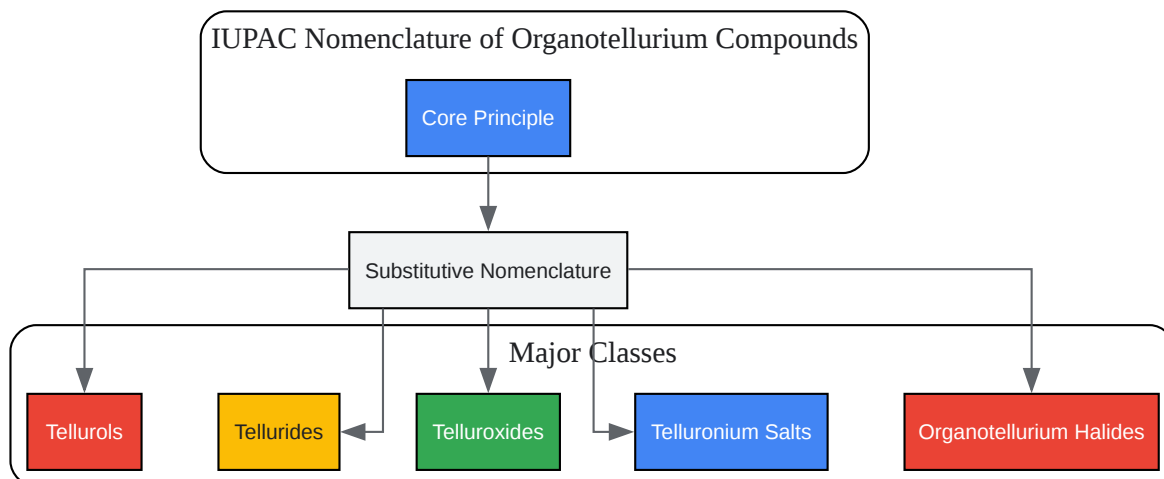 IUPAC Nomenclature of Organotellurium Compounds
Core Principle
Substitutive Nomenclature
Major Classes
Tellurols
Tellurides
Telluroxides
Telluronium Salts
Organotellurium Halides